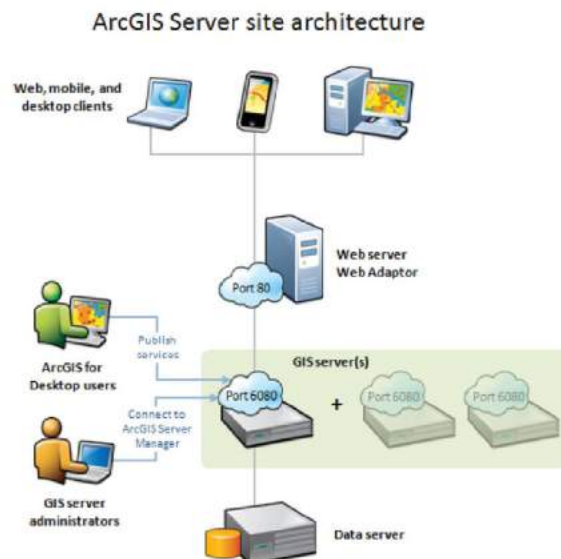 ArcGIS Server site architecture
Web, mobile, and
desktop clients
Web server
Web Adaptor
Port 80
Publish
services
ArcGIS for
Desktop users
GIS server(s)
Port 6080
+
Port 6080
Port 6080
Connect to
ArcGIS Server
Manager
GIS server
administrators
Data server